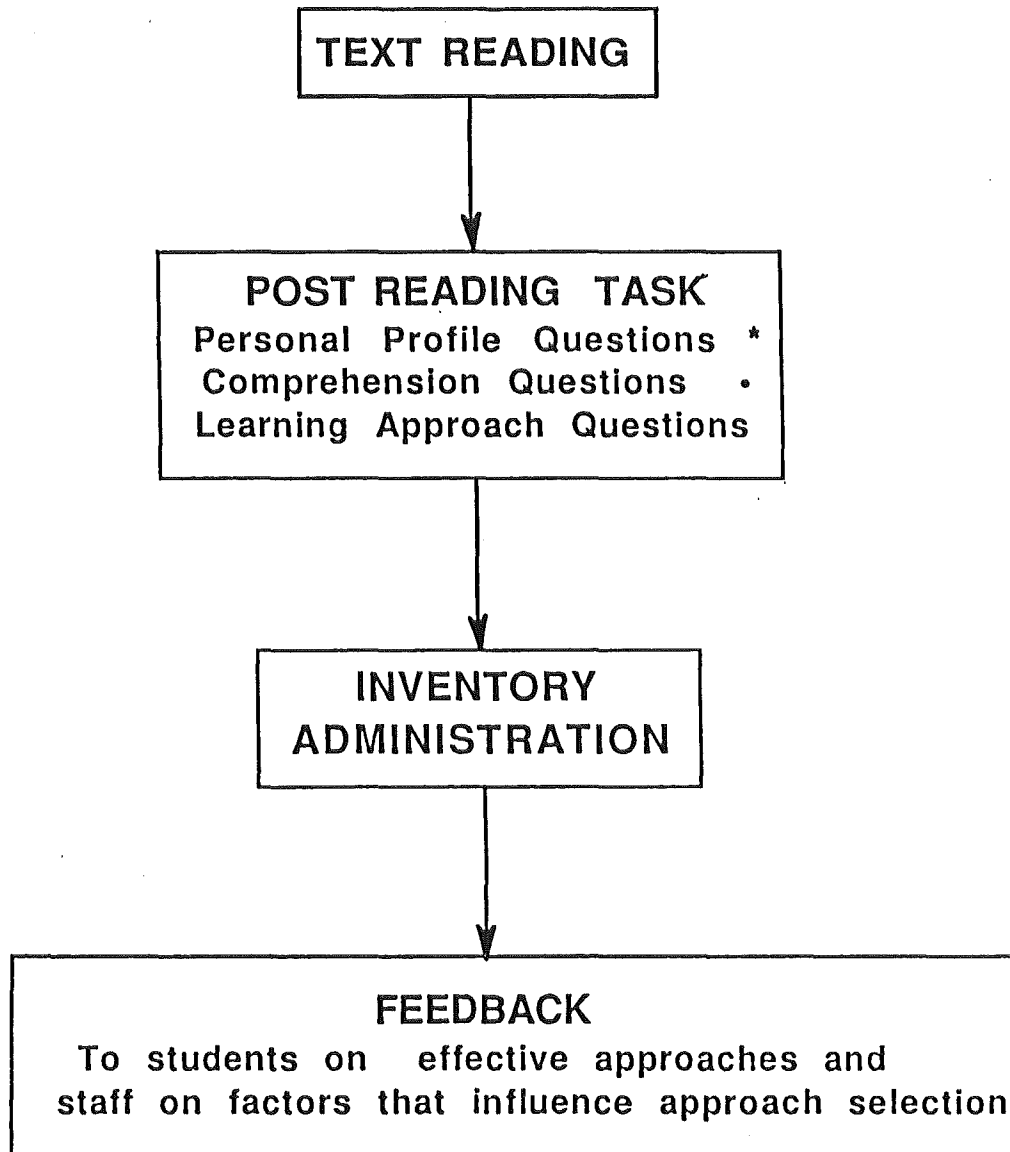 TEXT READING
POST READING TASK
Personal Profile Questions *
Comprehension Questions •
Learning Approach Questions
INVENTORY
ADMINISTRATION
FEEDBACK
To students on effective approaches and
staff on factors that influence approach selection